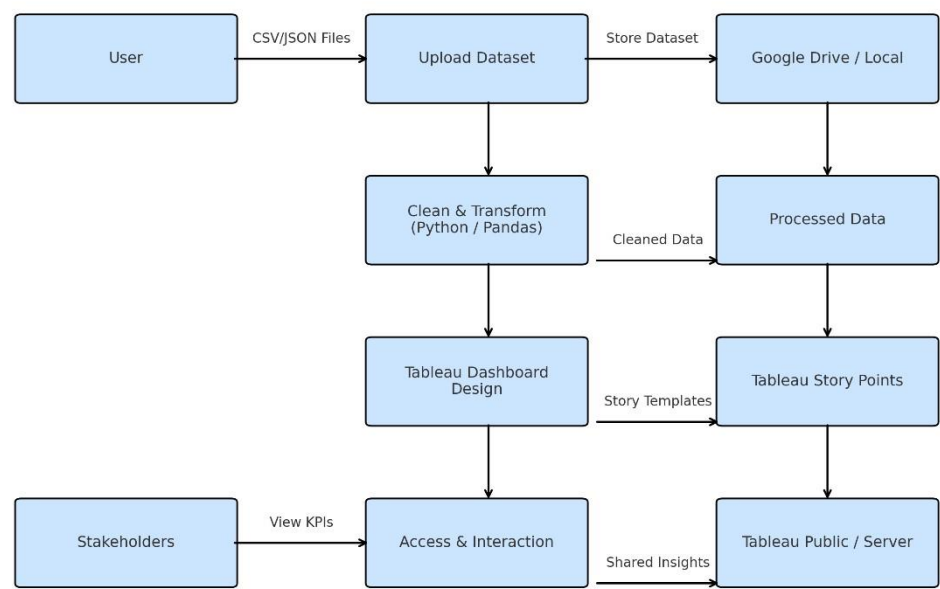 User
CSV/JSON Files
Upload Dataset
Store Dataset
Google Drive / Local
Clean & Transform
(Python / Pandas)
Cleaned Data
Processed Data
Tableau Dashboard
Design
Story Templates
Tableau Story Points
Stakeholders
View KPIs
Access & Interaction
Shared Insights
Tableau Public / Server